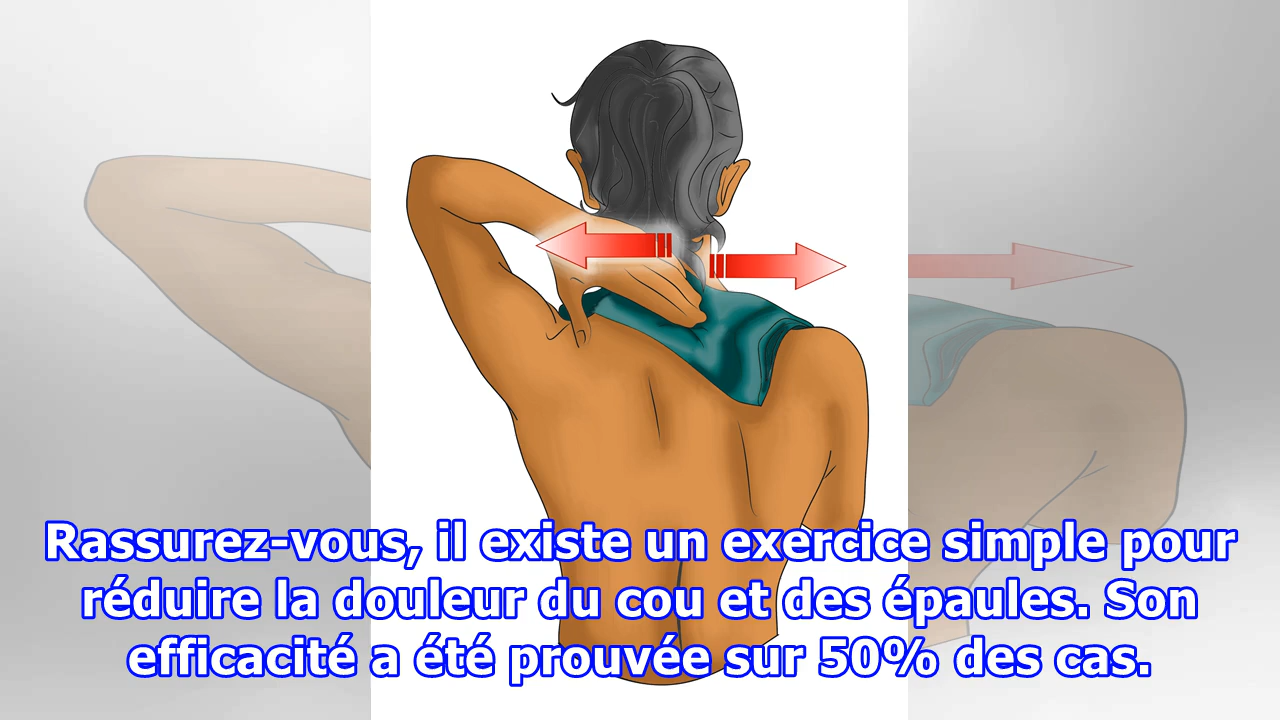 Rassurez-vous, il existe un exercice simple pour
réduire la douleur du cou et des épaules. Son
efficacité a été prouvée sur 50% des cas.